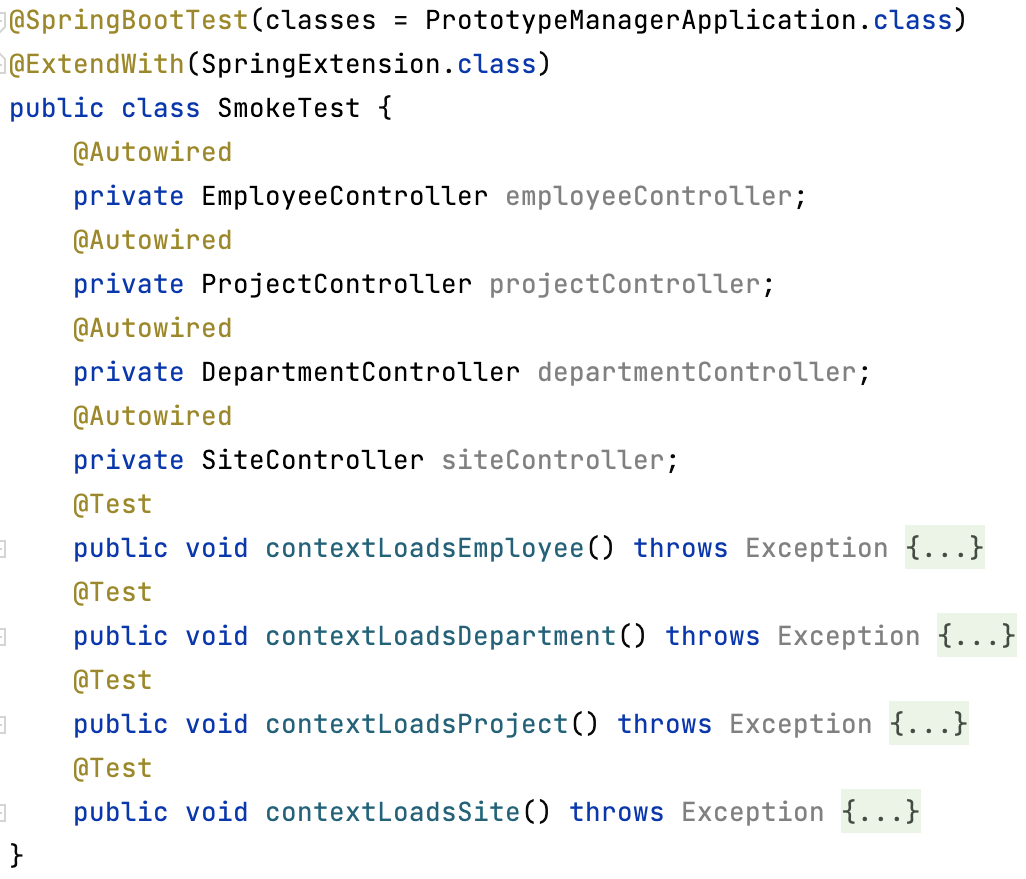 @SpringBootTest(classes = PrototypeManagerApplication.class)
@ExtendWith(SpringExtension.class)
public class SmokeTest {
    @Autowired
    private EmployeeController employeeController;
    @Autowired
    private ProjectController projectController;
    @Autowired
    private DepartmentController departmentController;
    @Autowired
    private SiteController siteController;
    @Test
    public void contextLoadsEmployee() throws Exception {...}
    @Test
    public void contextLoadsDepartment() throws Exception {...}
    @Test
    public void contextLoadsProject() throws Exception {...}
    @Test
    public void contextLoadsSite() throws Exception {...}
}